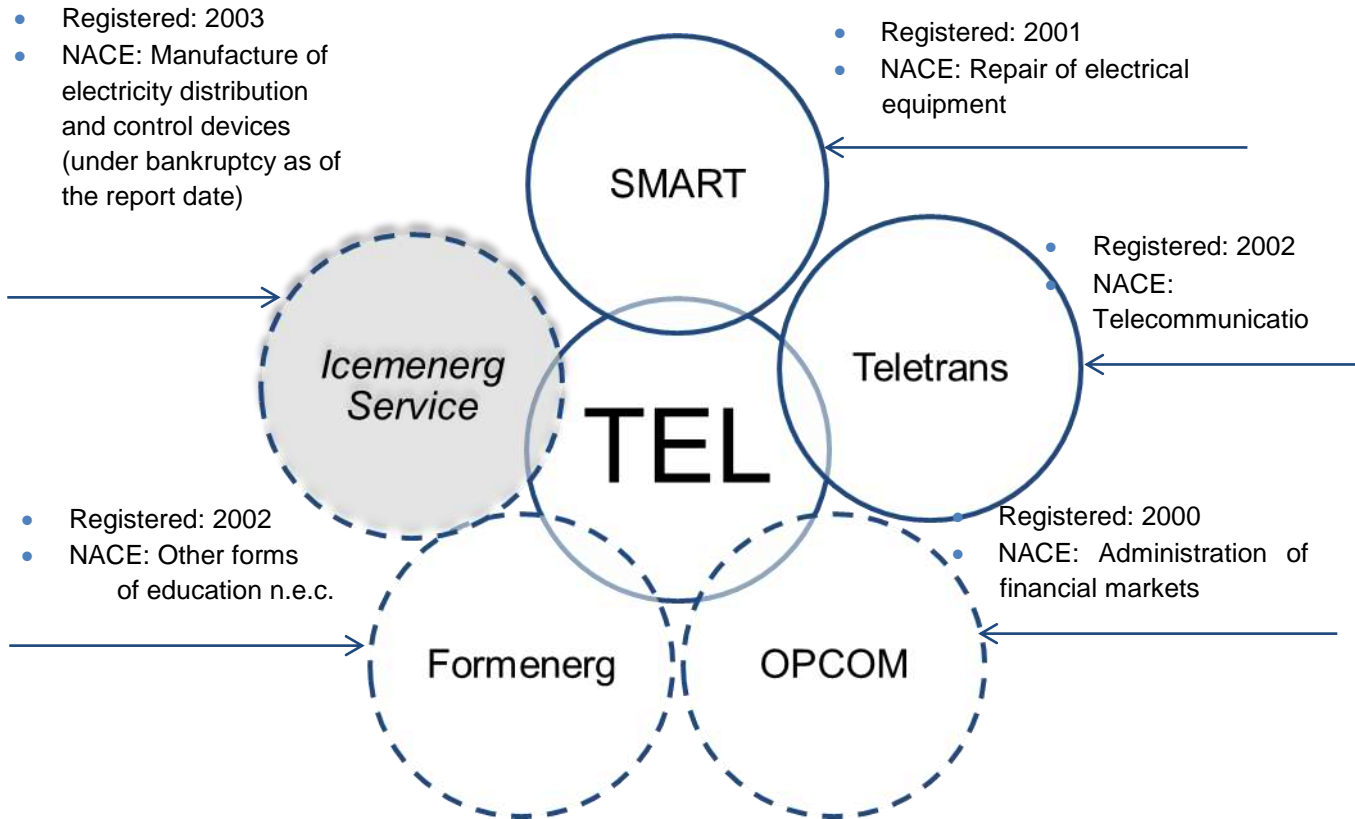 • Registered: 2003
• NACE: Manufacture of
electricity distribution
and control devices
(under bankruptcy as of
the report date)
• Registered: 2001
• NACE: Repair of electrical
equipment
SMART
• Registered: 2002
• NACE:
Telecommunicatio
Teletrans
Icemenerg
Service
TEL
• Registered: 2002
• NACE: Other forms
of education n.e.c.
• Registered: 2000
• NACE: Administration of
financial markets
Formenerg
OPCOM